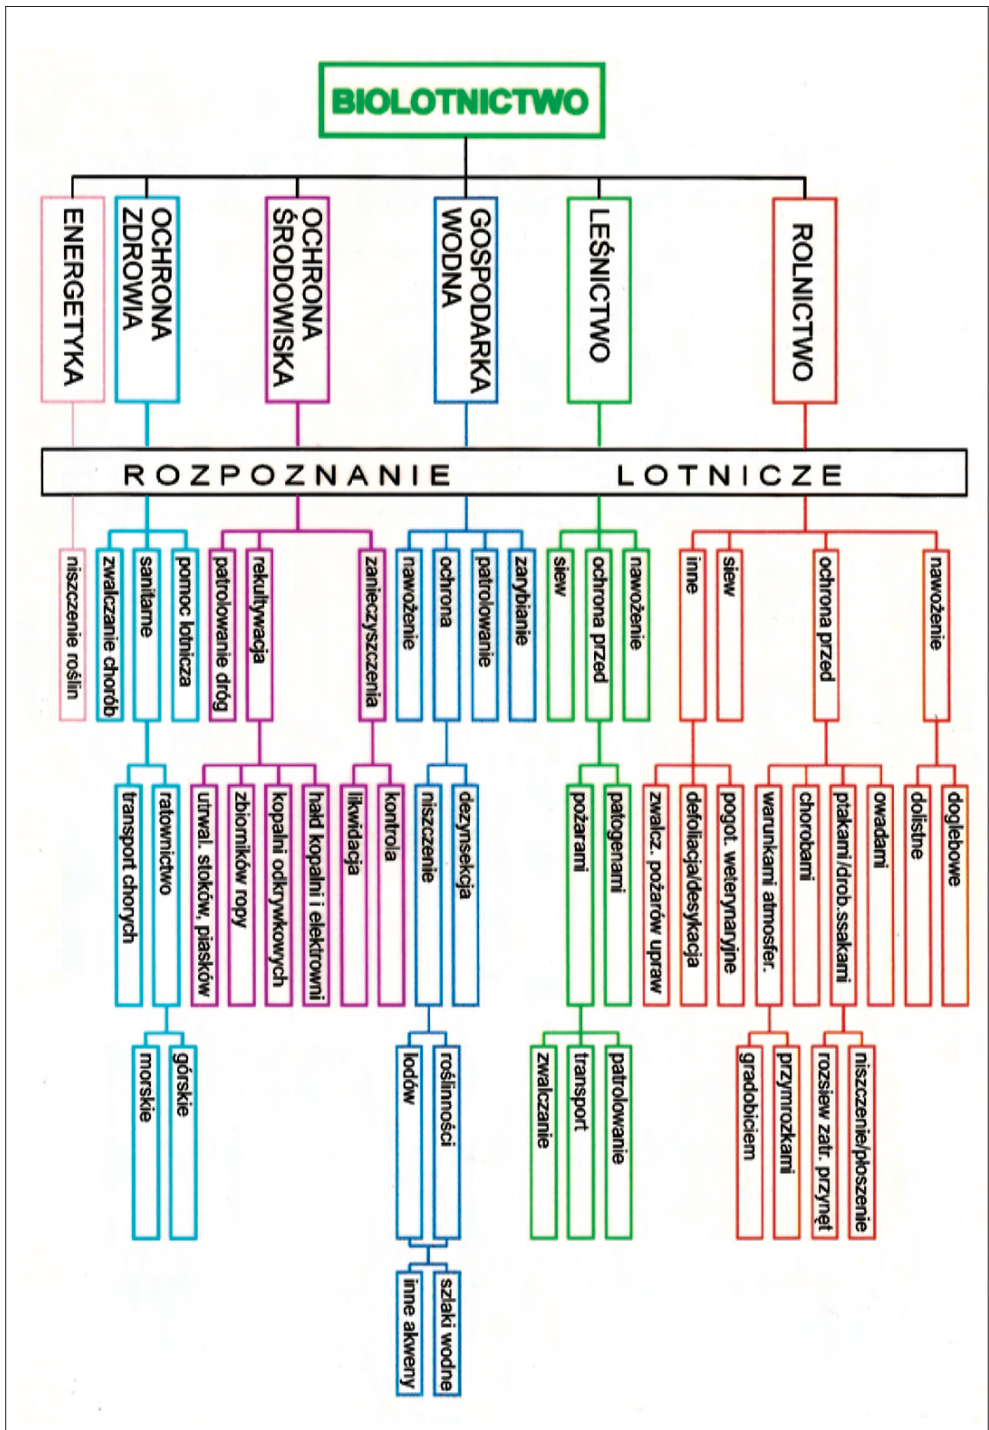 BIOLOTNICTWO
ENERGETYKA
OCHRONA
ZDROWIA
OCHRONA
ŚRODOWISKA
GOSPODARKA
WODNA
LEŚNICTWO
ROLNICTWO
ROZPOZNANIE LOTNICZE
niszczenie roślin
zwalczanie chorób
sanitarne
pomoc lotnicza
patrolowanie dróg
rekultywacja
zanieczyszczenia
nawożenie
ochrona
patrolowanie
zarybianie
siew
ochrona przed
nawożenie
inne
siew
ochrona przed
nawożenie
transport chorych
ratownictwo
utrwal. stoków, piasków
zbiorników ropy
kopalni odkrywkowych
hałd kopalni i elektrowni
likwidacja
kontrola
niszczenie
dezynsekcja
pożarami
patogenami
zwalcz. pożarów upraw
defoliacja/desykacja
pogot. weterynaryjne
warunkami atmosfer.
chorobami
ptakami/drob.ssakami
owadami
dolistne
doglebowe
morskie
górskie
lodów
roślinności
zwalczanie
transport
patrolowanie
gradobiciem
przymrozkami
rozsiew zatr. przynęt
niszczenie/płoszenie
inne akweny
szlaki wodne